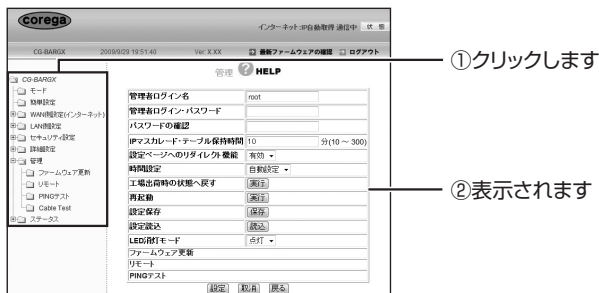 corega
インターネット:IP自動取得 通信中 状 態
CG-BARGX 2009/9/29 19:51:40 Ver.X.XX 最新ファームウェアの確認 ログアウト
管理 HELP
CG-BARGX
モード
簡単設定
WAN側設定(インターネット)
LAN側設定
セキュリティ設定
詳細設定
管理
ファームウェア更新
リモート
PINGテスト
Cable Test
ステータス
管理者ログイン名 root
管理者ログイン・パスワード
パスワードの確認
IPマスカレード・テーブル保持時間 10 分(10 ~ 300)
設定ページへのリダイレクト機能 有効
時間設定 自動設定
工場出荷時の状態へ戻す 実行
再起動 実行
設定保存 保存
設定読込 読込
LED消灯モード 点灯
ファームウェア更新
リモート
PINGテスト
設定 取消 戻る
①クリックします
②表示されます